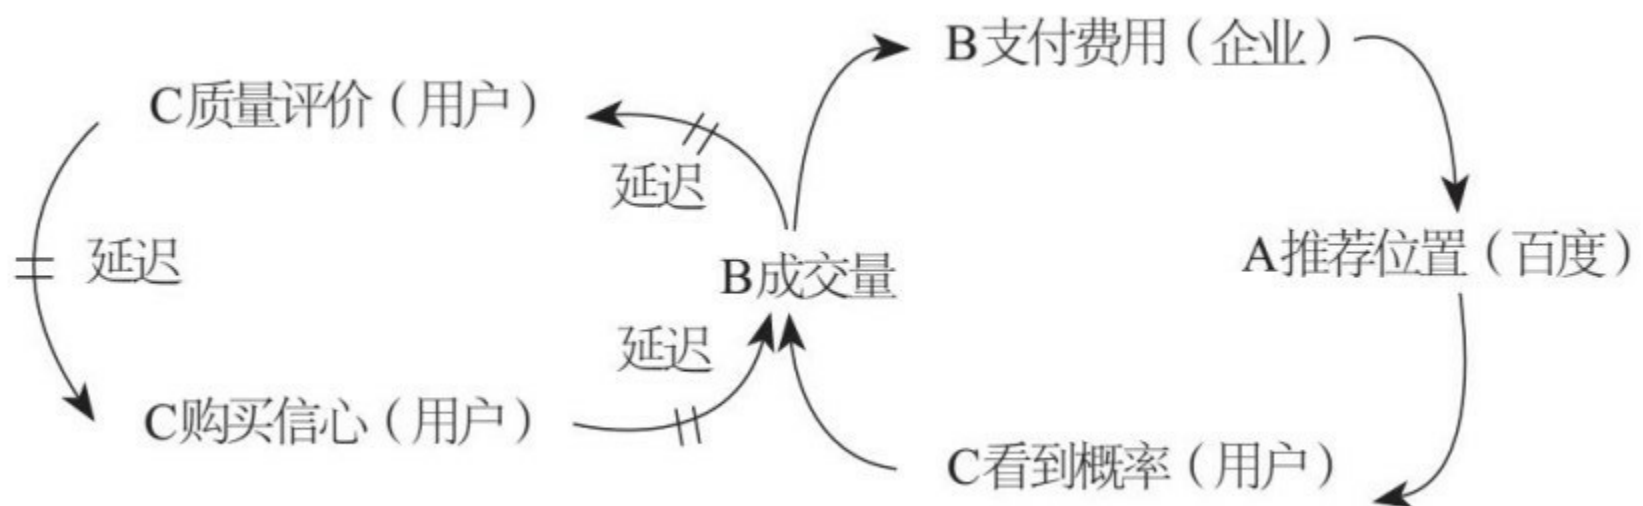 B支付费用（企业）
C质量评价（用户）
延迟
延迟
A推荐位置（百度）
B成交量
延迟
C购买信心（用户）
C看到概率（用户）